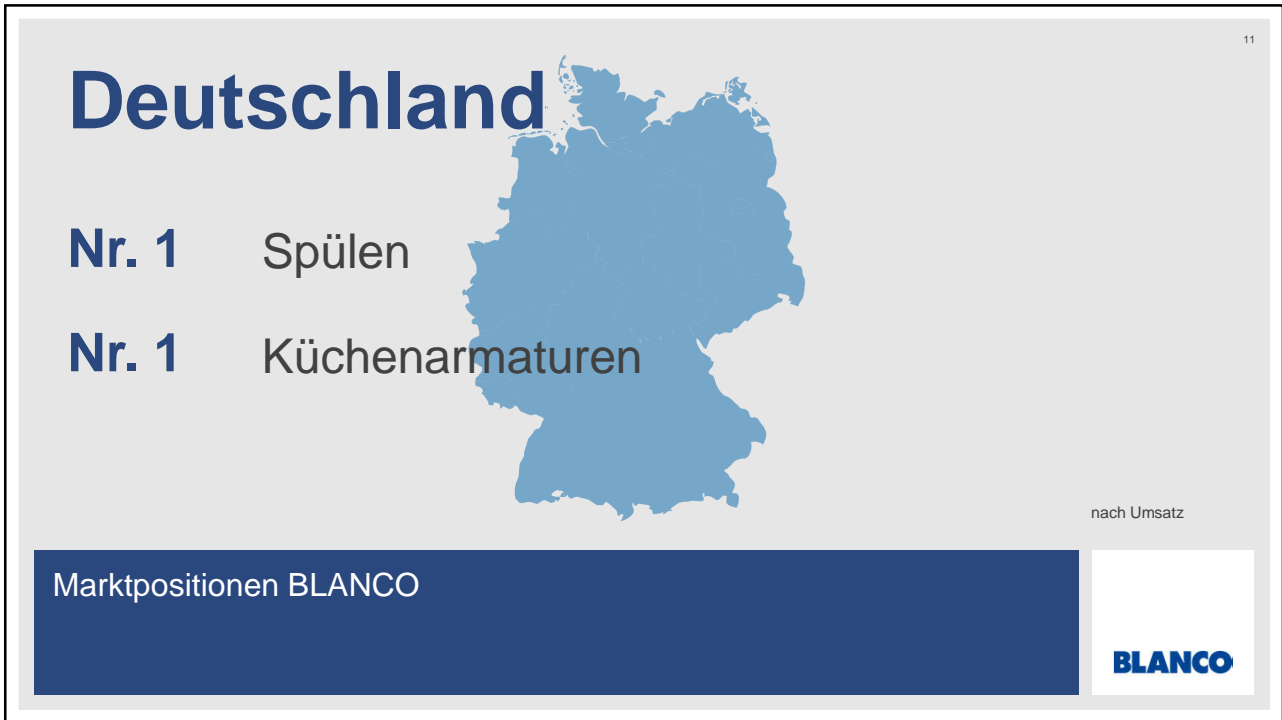 11
Deutschland
Nr. 1 Spülen
Nr. 1 Küchenarmaturen
nach Umsatz
Marktpositionen BLANCO
BLANCO